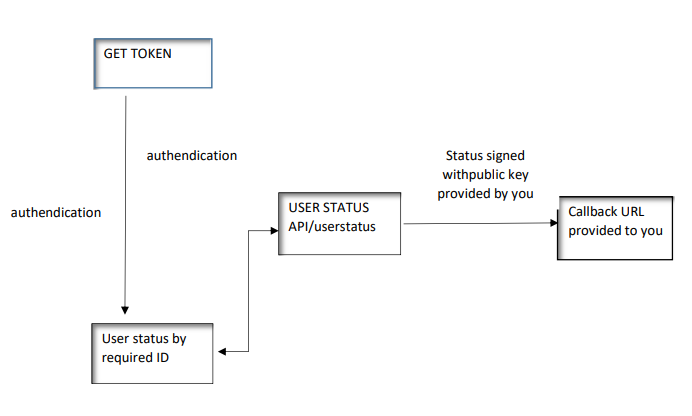 GET TOKEN
authendication
authendication
Status signed
withpublic key
provided by you
USER STATUS
API/userstatus
Callback URL
provided to you
User status by
required ID